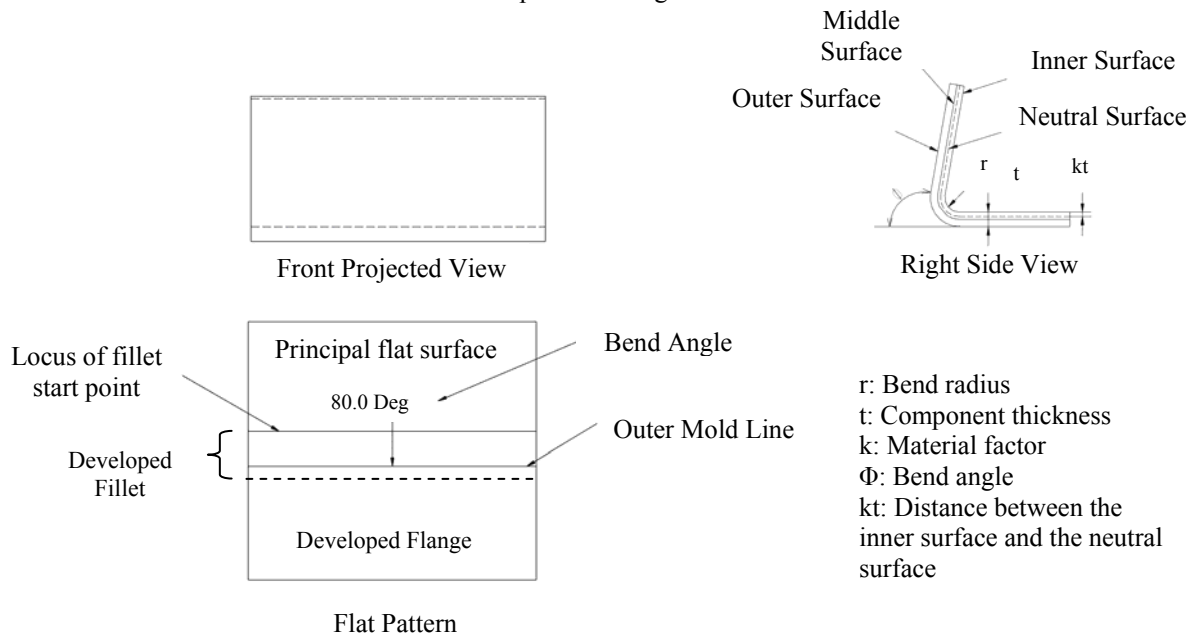 Middle
Surface
Inner Surface
Outer Surface
Neutral Surface
r
t
kt
Front Projected View
Right Side View
Principal flat surface
Bend Angle
Locus of fillet
start point
80.0 Deg
Outer Mold Line
Developed
Fillet
Developed Flange
Flat Pattern
r: Bend radius
t: Component thickness
k: Material factor
Φ: Bend angle
kt: Distance between the
inner surface and the neutral
surface